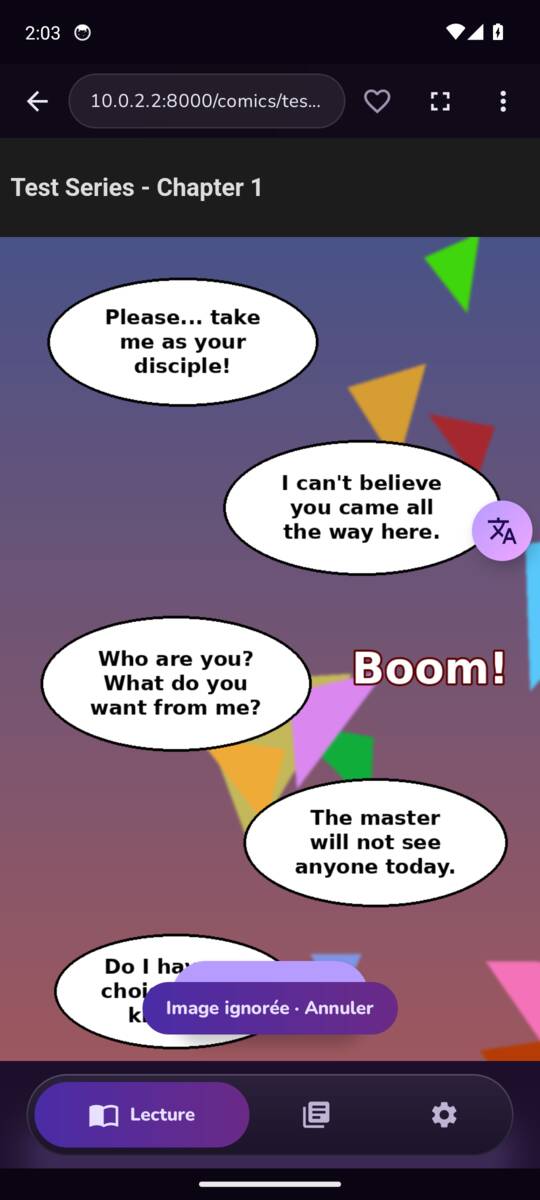 2:03
10.0.2.2:8000/comics/tes...
Test Series - Chapter 1
Please... take
me as your
disciple!
I can't believe
you came all
the way here.
Who are you?
What do you
want from me?
Boom!
The master
will not see
anyone today.
Do I
Image ignorée · Annuler
Lecture